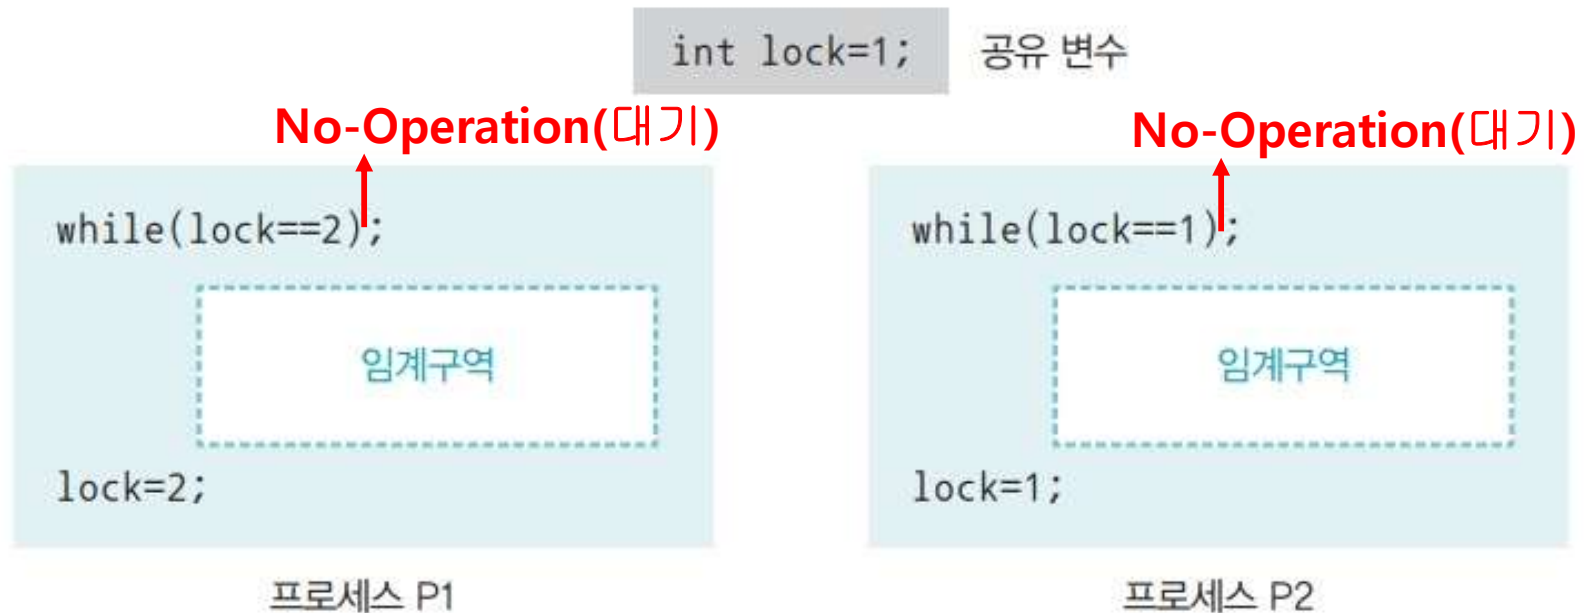 int lock=1; 공유 변수
No-Operation(대기)
while(lock==2);
임계구역
lock=2;
프로세스 P1
No-Operation(대기)
while(lock==1);
임계구역
lock=1;
프로세스 P2